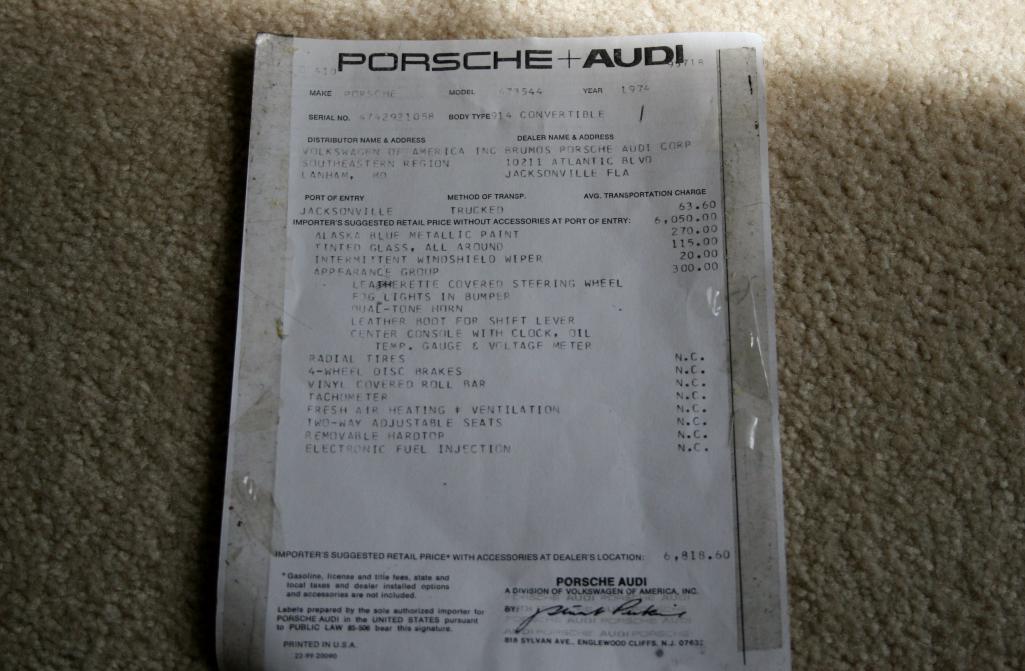 PORSCHE+AUDI
MAKE PORSCHE MODEL 473544 YEAR 1974
SERIAL NO. 4742921058 BODY TYPE 914 CONVERTIBLE
DISTRIBUTOR NAME & ADDRESS DEALER NAME & ADDRESS
VOLKSWAGEN OF AMERICA INC BRUMOS PORSCHE AUDI CORP
SOUTHEASTERN REGION 10211 ATLANTIC BLVD
LANHAM, MD JACKSONVILLE FLA
PORT OF ENTRY METHOD OF TRANSP. AVG. TRANSPORTATION CHARGE
JACKSONVILLE TRUCKED 63.60
IMPORTER'S SUGGESTED RETAIL PRICE WITHOUT ACCESSORIES AT PORT OF ENTRY: 6,050.00
ALASKA BLUE METALLIC PAINT 270.00
TINTED GLASS, ALL AROUND 115.00
INTERMITTENT WINDSHIELD WIPER 20.00
APPEARANCE GROUP 300.00
LEATHERETTE COVERED STEERING WHEEL
FOG LIGHTS IN BUMPER
DUAL-TONE HORN
LEATHER BOOT FOR SHIFT LEVER
CENTER CONSOLE WITH CLOCK, OIL
TEMP. GAUGE & VOLTAGE METER
RADIAL TIRES N.C.
4-WHEEL DISC BRAKES N.C.
VINYL COVERED ROLL BAR N.C.
TACHOMETER N.C.
FRESH AIR HEATING + VENTILATION N.C.
TWO-WAY ADJUSTABLE SEATS N.C.
REMOVABLE HARDTOP N.C.
ELECTRONIC FUEL INJECTION N.C.
IMPORTER'S SUGGESTED RETAIL PRICE* WITH ACCESSORIES AT DEALER'S LOCATION: 6,818.60
*Gasoline, license and title fees, state and
local taxes and dealer installed options
and accessories are not included.
Labels prepared by the sole authorized importer for
PORSCHE AUDI in the UNITED STATES pursuant
to PUBLIC LAW 85-506 bear this signature.
PRINTED IN U.S.A.
22-99-20090
PORSCHE AUDI
A DIVISION OF VOLKSWAGEN OF AMERICA, INC.
BY:
818 SYLVAN AVE., ENGLEWOOD CLIFFS, N.J. 07632